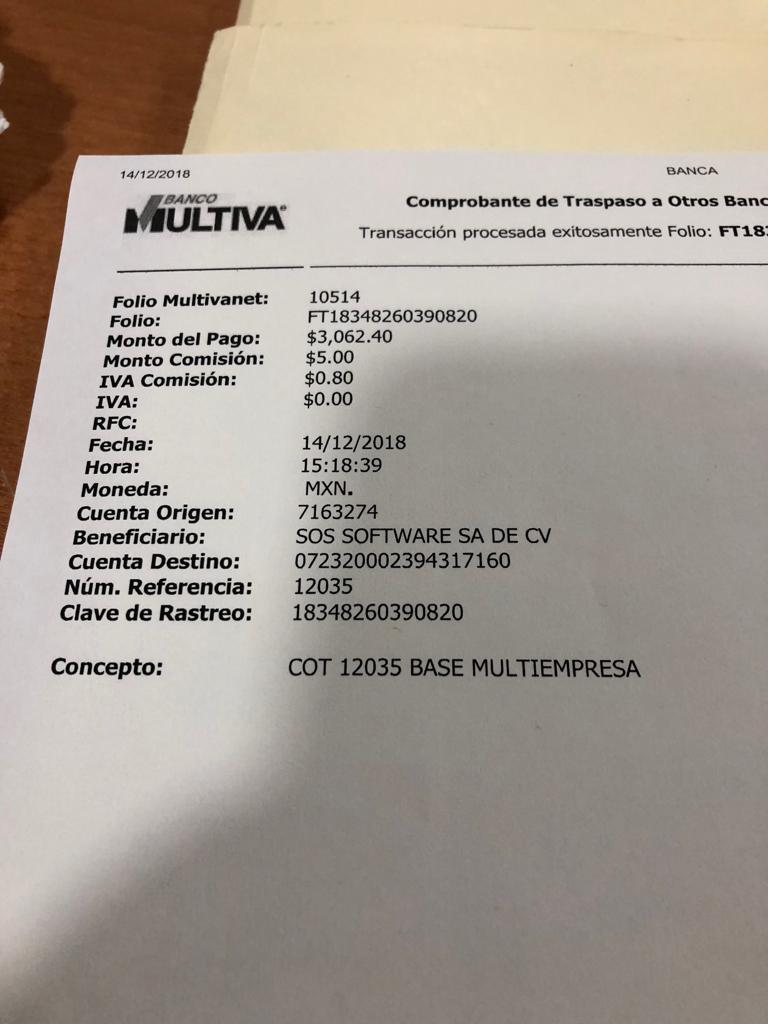 14/12/2018 BANCA
BANCO
MULTIVA
Comprobante de Traspaso a Otros
Transacción procesada exitosamente Folio:
Folio Multivanet: 10514
Folio: FT18348260390820
Monto del Pago: $3,062.40
Monto Comisión: $5.00
IVA Comisión: $0.80
IVA: $0.00
RFC:
Fecha: 14/12/2018
Hora: 15:18:39
Moneda: MXN.
Cuenta Origen: 7163274
Beneficiario: SOS SOFTWARE SA DE CV
Cuenta Destino: 072320002394317160
Núm. Referencia: 12035
Clave de Rastreo: 18348260390820
Concepto: COT 12035 BASE MULTIEMPRESA